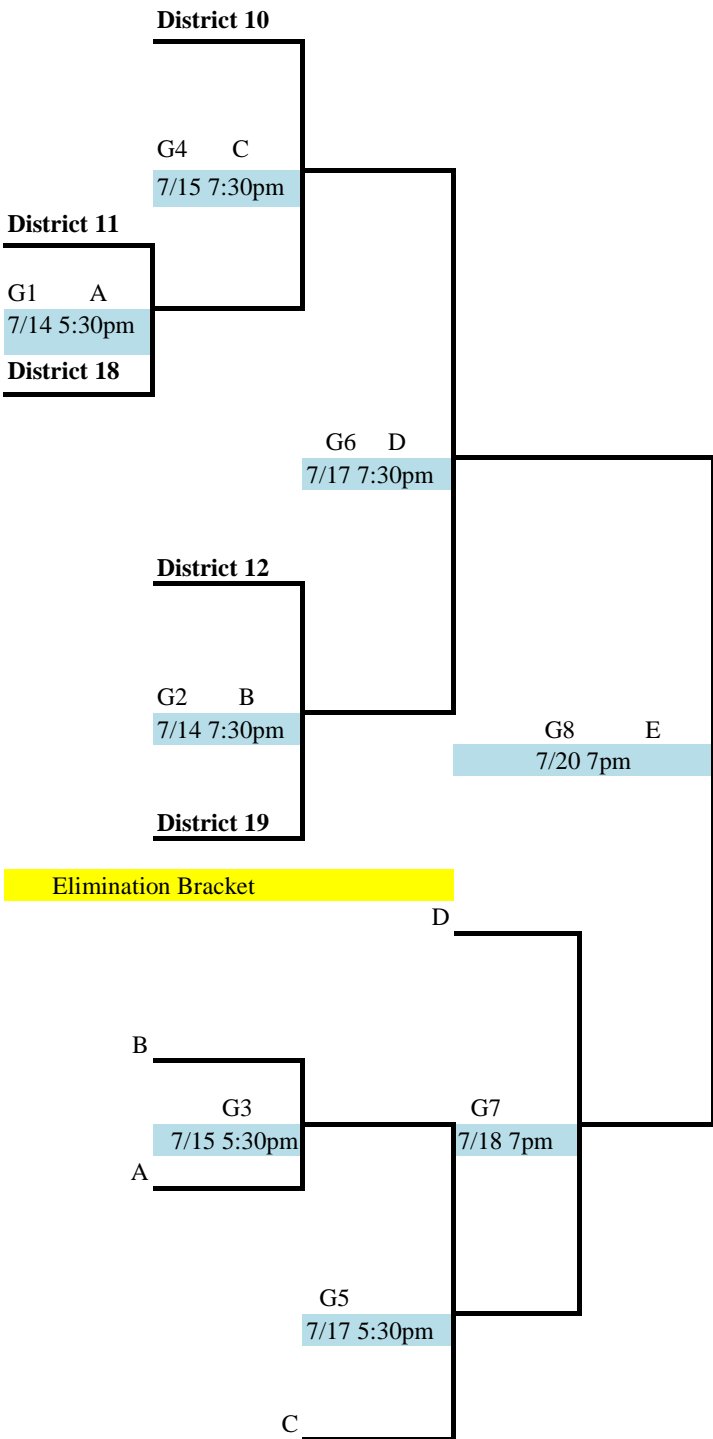 District 10
G4 C
7/15 7:30pm
District 11
G1 A
7/14 5:30pm
District 18
G6 D
7/17 7:30pm
District 12
G2 B
7/14 7:30pm
G8 E
7/20 7pm
District 19
Elimination Bracket
D
B
G3 G7
7/15 5:30pm 7/18 7pm
A
G5
7/17 5:30pm
C